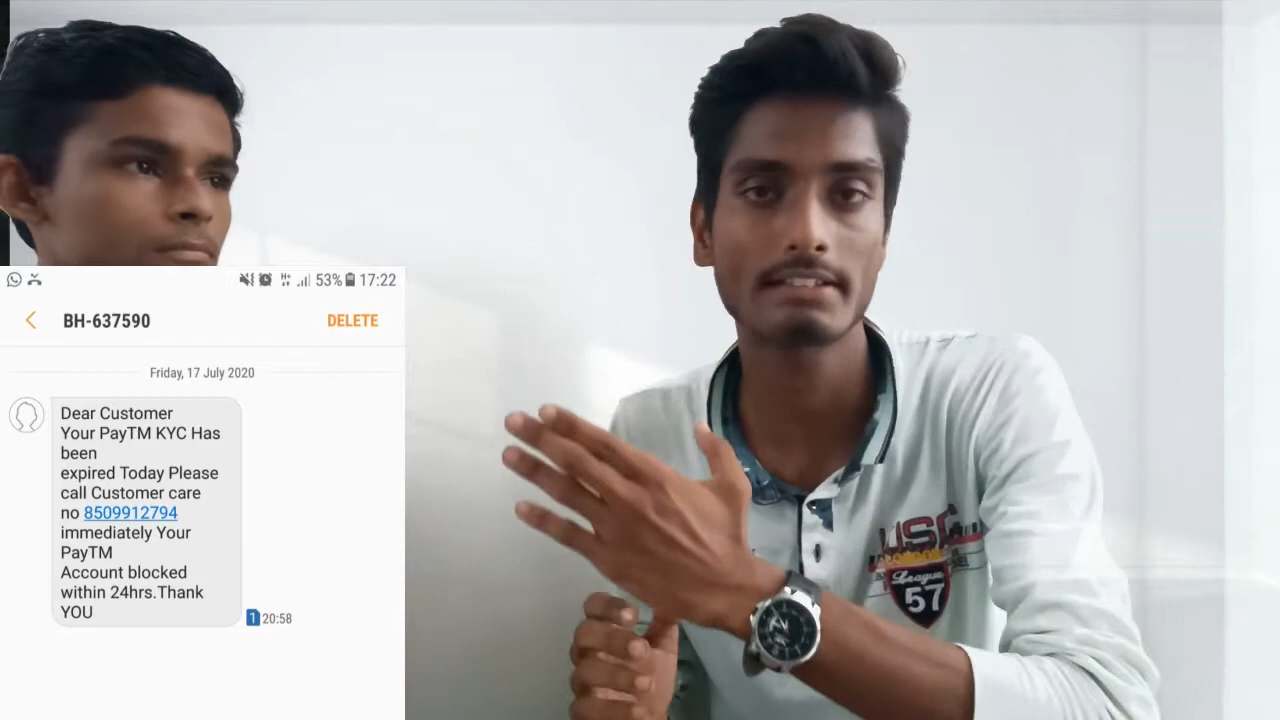 53% 17:22
BH-637590
DELETE
Friday, 17 July 2020
Dear Customer
Your PayTM KYC Has
been
expired Today Please
call Customer care
no 8509912794
immediately Your
PayTM
Account blocked
within 24hrs.Thank
YOU
1 20:58
USC
League
57